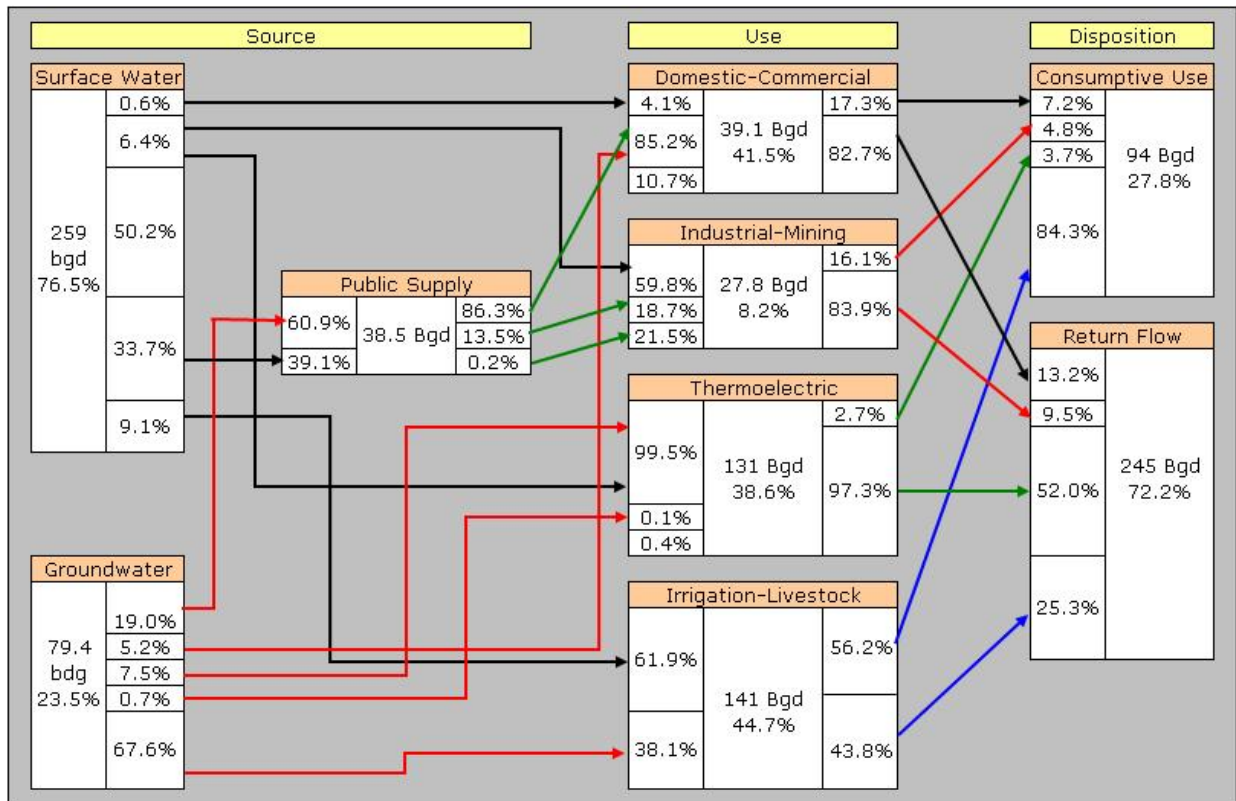 Source
Use
Disposition
Surface Water
259
bgd
76.5%
0.6%
6.4%
50.2%
33.7%
9.1%
Groundwater
79.4
bdg
23.5%
19.0%
5.2%
7.5%
0.7%
67.6%
Public Supply
60.9%
39.1%
38.5 Bgd
86.3%
13.5%
0.2%
Domestic-Commercial
4.1%
85.2%
10.7%
39.1 Bgd
41.5%
17.3%
82.7%
Industrial-Mining
59.8%
18.7%
21.5%
27.8 Bgd
8.2%
16.1%
83.9%
Thermoelectric
99.5%
0.1%
0.4%
131 Bgd
38.6%
2.7%
97.3%
Irrigation-Livestock
61.9%
38.1%
141 Bgd
44.7%
56.2%
43.8%
Consumptive Use
7.2%
4.8%
3.7%
84.3%
94 Bgd
27.8%
Return Flow
13.2%
9.5%
52.0%
25.3%
245 Bgd
72.2%